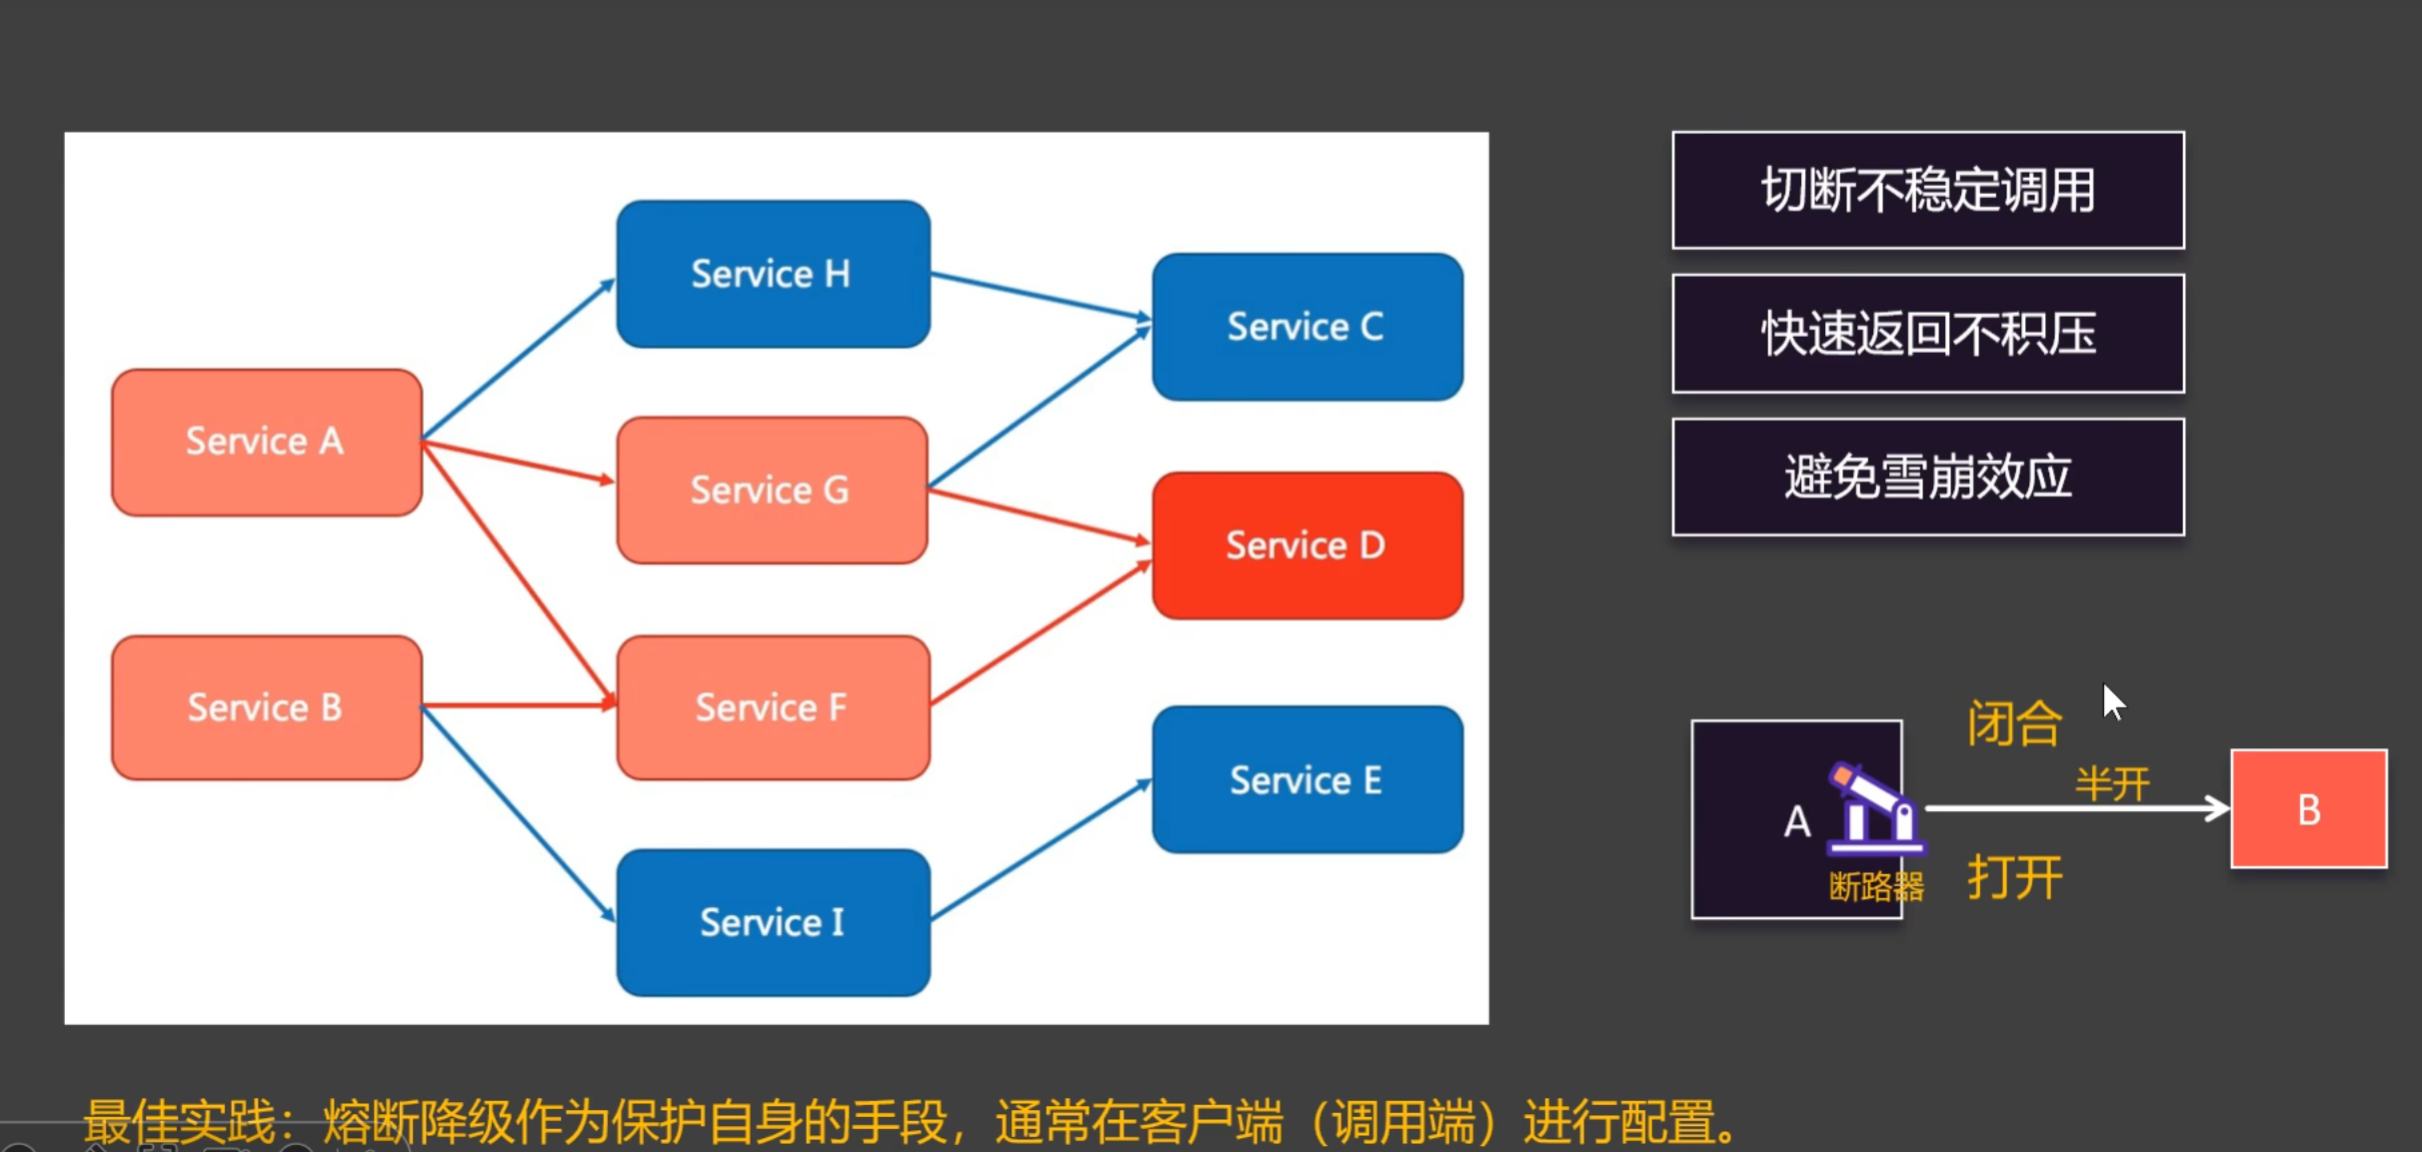 Service H
Service C
Service A
Service G
Service D
Service B
Service F
Service E
Service I
切断不稳定调用
快速返回不积压
避免雪崩效应
闭合
半开
A
B
断路器
打开
最佳实践：熔断降级作为保护自身的手段，通常在客户端（调用端）进行配置。